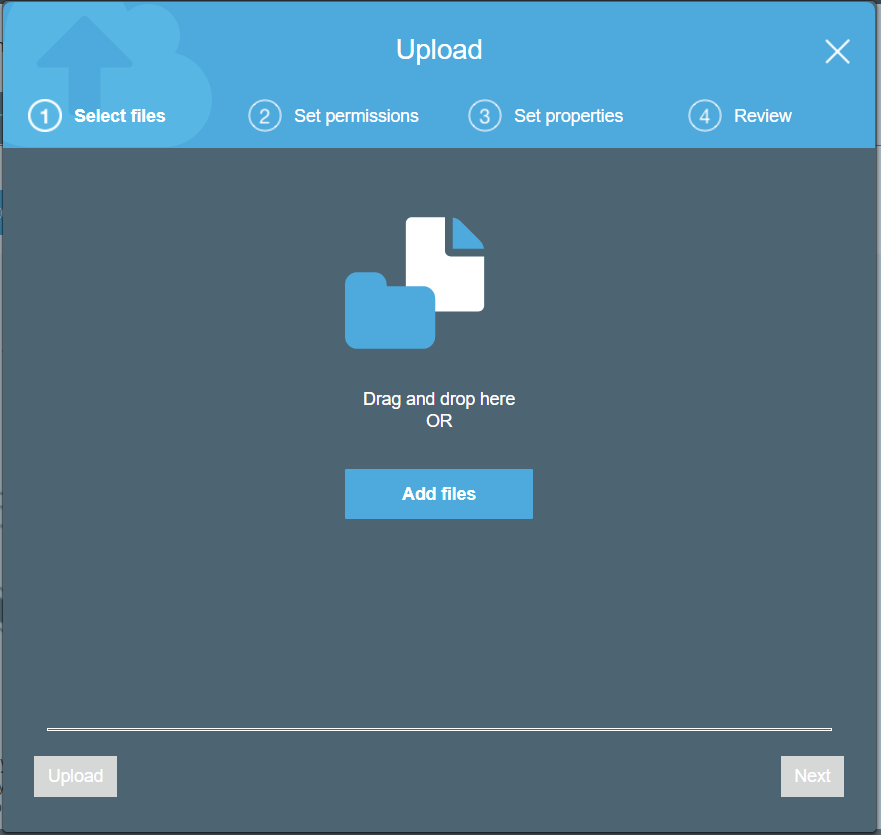 Upload
1 Select files
2 Set permissions
3 Set properties
4 Review
Drag and drop here
OR
Add files
Upload
Next